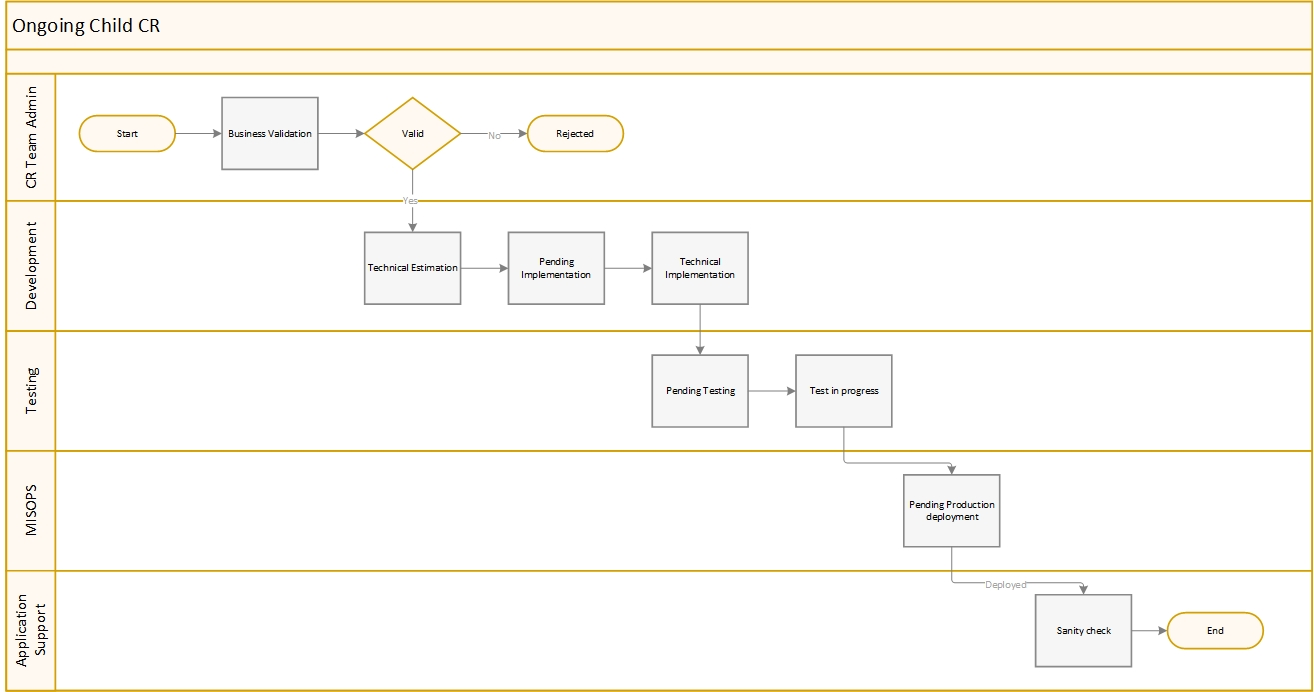 Ongoing Child CR
CR Team Admin
Start
Business Validation
Valid
No
Rejected
Yes
Development
Technical Estimation
Pending
Implementation
Technical
Implementation
Testing
Pending Testing
Test in progress
MISOPS
Pending Production
deployment
Deployed
Application
Support
Sanity check
End